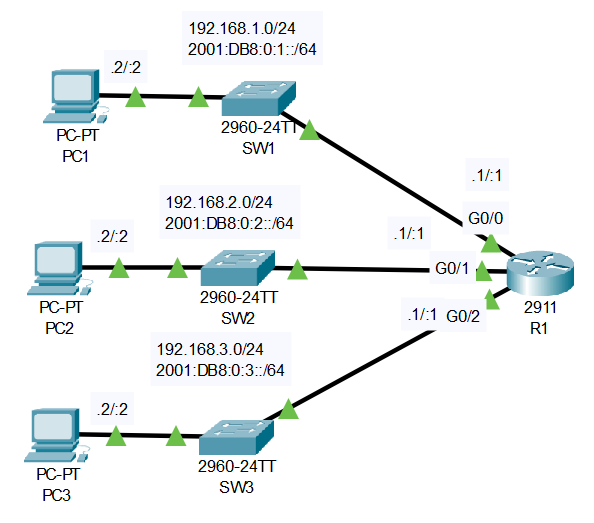 192.168.1.0/24
2001:DB8:0:1::/64
.2/:2
PC-PT
PC1
2960-24TT
SW1
.1/:1
G0/0
192.168.2.0/24
2001:DB8:0:2::/64
.2/:2
PC-PT
PC2
2960-24TT
SW2
.1/:1
G0/1
2911
R1
.1/:1
G0/2
192.168.3.0/24
2001:DB8:0:3::/64
.2/:2
PC-PT
PC3
2960-24TT
SW3